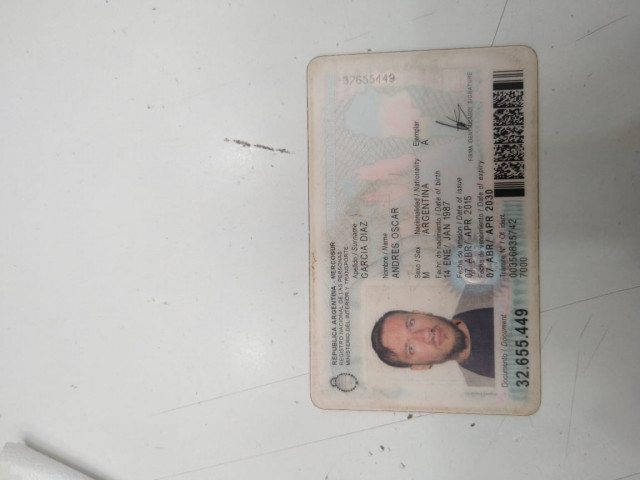 REPUBLICA ARGENTINA - MERCOSUR
REGISTRO NACIONAL DE LAS PERSONAS
MINISTERIO DEL INTERIOR Y TRANSPORTE
32655449
Apellido / Surname
GARCIA DIAZ
Nombre / Name
ANDRES OSCAR
Sexo / Sex Nacionalidad / Nationality Ejemplar
M ARGENTINA A
Fecha de nacimiento / Date of birth
14 ENE/ JAN 1987
Fecha de emisión / Date of issue
07 ABR/ APR 2015
Fecha de vencimiento / Date of expiry
07 ABR/ APR 2030
FIRMA IDENTIFICADO/ SIGNATURE
Trámite Nº / Of. ident.
00356835742
7000
Documento / Document
32.655.449